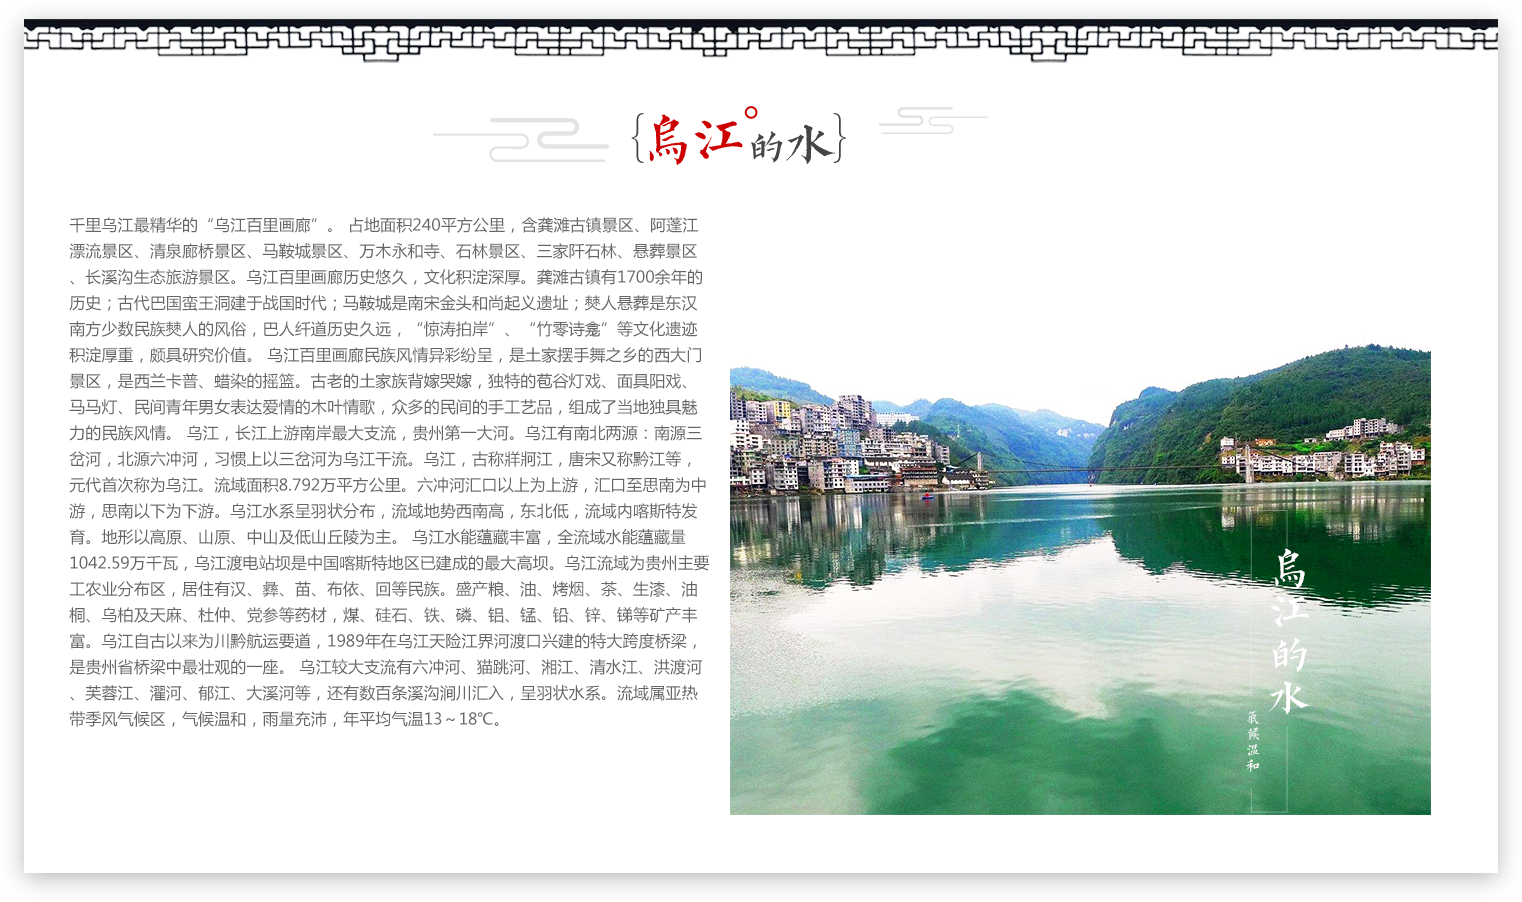 {烏江的水}
千里乌江最精华的“乌江百里画廊”。 占地面积240平方公里，含龚滩古镇景区、阿蓬江
漂流景区、清泉廊桥景区、马鞍城景区、万木永和寺、石林景区、三家阡石林、悬葬景区
、长溪沟生态旅游景区。乌江百里画廊历史悠久，文化积淀深厚。龚滩古镇有1700余年的
历史；古代巴国蛮王洞建于战国时代；马鞍城是南宋金头和尚起义遗址；僰人悬葬是东汉
南方少数民族僰人的风俗，巴人纤道历史久远，“惊涛拍岸”、“竹零诗龛”等文化遗迹
积淀厚重，颇具研究价值。 乌江百里画廊民族风情异彩纷呈，是土家摆手舞之乡的西大门
景区，是西兰卡普、蜡染的摇篮。古老的土家族背嫁哭嫁，独特的苞谷灯戏、面具阳戏、
马马灯、民间青年男女表达爱情的木叶情歌，众多的民间的手工艺品，组成了当地独具魅
力的民族风情。 乌江，长江上游南岸最大支流，贵州第一大河。乌江有南北两源：南源三
岔河，北源六冲河，习惯上以三岔河为乌江干流。乌江，古称牂牁江，唐宋又称黔江等，
元代首次称为乌江。流域面积8.792万平方公里。六冲河汇口以上为上游，汇口至思南为中
游，思南以下为下游。乌江水系呈羽状分布，流域地势西南高，东北低，流域内喀斯特发
育。地形以高原、山原、中山及低山丘陵为主。 乌江水能蕴藏丰富，全流域水能蕴藏量
1042.59万千瓦，乌江渡电站坝是中国喀斯特地区已建成的最大高坝。乌江流域为贵州主要
工农业分布区，居住有汉、彝、苗、布依、回等民族。盛产粮、油、烤烟、茶、生漆、油
桐、乌桕及天麻、杜仲、党参等药材，煤、硅石、铁、磷、铝、锰、铅、锌、锑等矿产丰
富。乌江自古以来为川黔航运要道，1989年在乌江天险江界河渡口兴建的特大跨度桥梁，
是贵州省桥梁中最壮观的一座。 乌江较大支流有六冲河、猫跳河、湘江、清水江、洪渡河
、芙蓉江、濯河、郁江、大溪河等，还有数百条溪沟涧川汇入，呈羽状水系。流域属亚热
带季风气候区，气候温和，雨量充沛，年平均气温13～18℃。
烏江的水
氣候温和